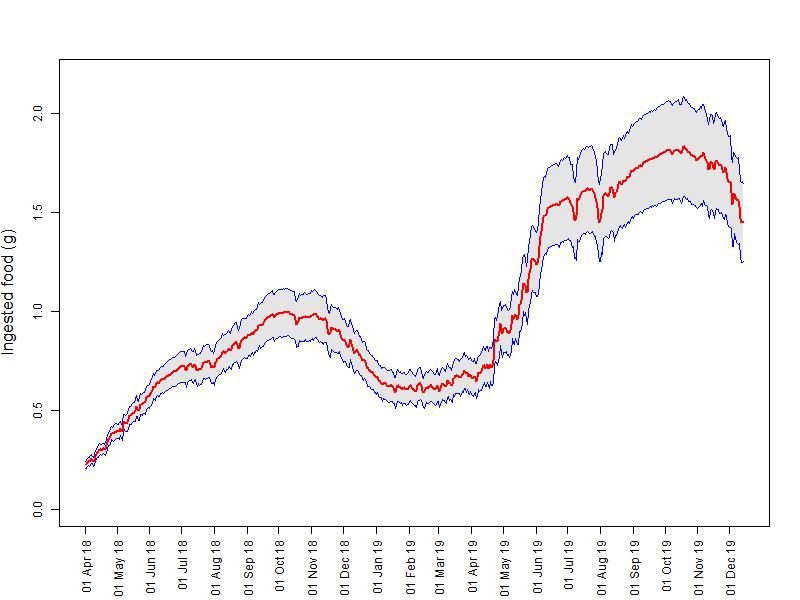 Ingested food (g)
2.0
1.5
1.0
0.5
0.0
01 Apr 18
01 May 18
01 Jun 18
01 Jul 18
01 Aug 18
01 Sep 18
01 Oct 18
01 Nov 18
01 Dec 18
01 Jan 19
01 Feb 19
01 Mar 19
01 Apr 19
01 May 19
01 Jun 19
01 Jul 19
01 Aug 19
01 Sep 19
01 Oct 19
01 Nov 19
01 Dec 19